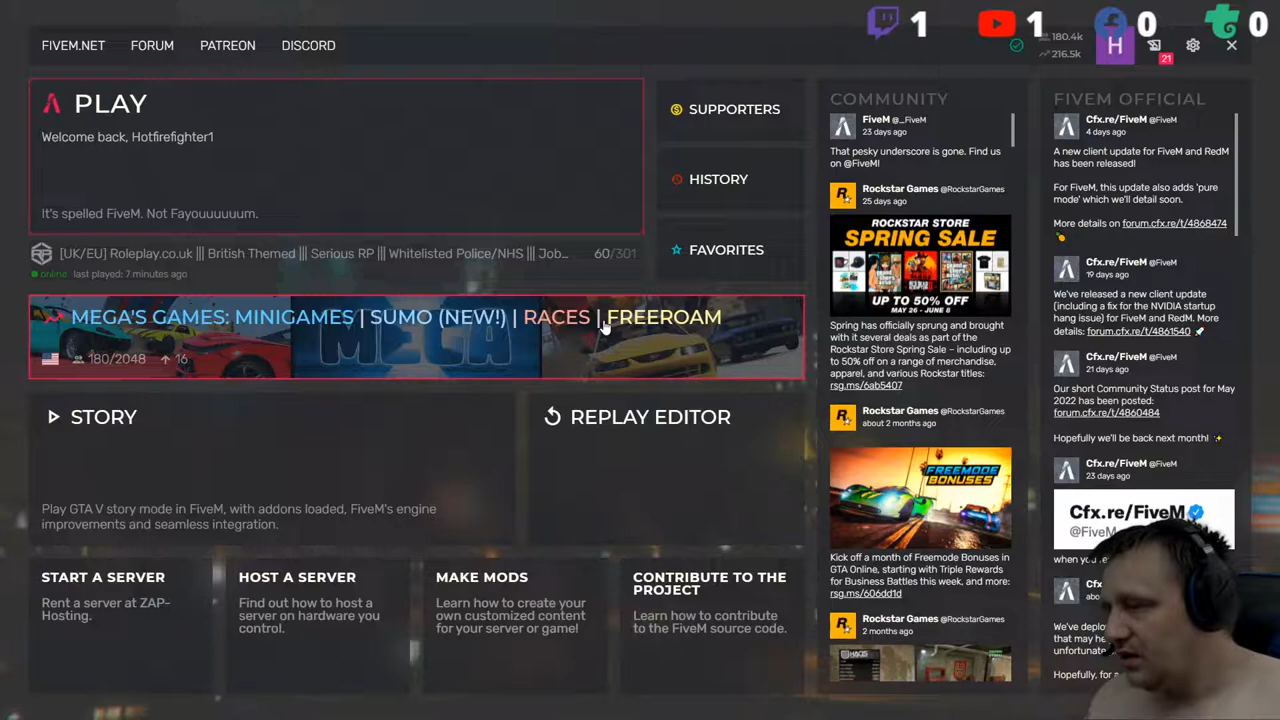 1
1
0
0
FIVEM.NET FORUM PATREON DISCORD
180.4k
216.5k
H
21
PLAY
Welcome back, Hotfirefighter1
It's spelled FiveM. Not Fayouuuuuum.
[UK/EU] Roleplay.co.uk ||| British Themed ||| Serious RP ||| Whitelisted Police/NHS ||| Job... 60/301
online last played: 7 minutes ago
SUPPORTERS
HISTORY
FAVORITES
MEGA'S GAMES: MINIGAMES | SUMO (NEW!) | RACES | FREEROAM
MEGA
180/2048 16
STORY
Play GTA V story mode in FiveM, with addons loaded, FiveM's engine
improvements and seamless integration.
REPLAY EDITOR
START A SERVER
Rent a server at ZAP-
Hosting.
HOST A SERVER
Find out how to host a
server on hardware you
control.
MAKE MODS
Learn how to create your
own customized content
for your server or game!
CONTRIBUTE TO THE
PROJECT
Learn how to contribute
to the FiveM source code.
COMMUNITY
FiveM @_FiveM
23 days ago
That pesky underscore is gone. Find us
on @FiveM!
Rockstar Games @RockstarGames
25 days ago
ROCKSTAR STORE
SPRING SALE
MAY 26 - JUNE 8
UP TO 50% OFF
Spring has officially sprung and brought
with it several deals as part of the
Rockstar Store Spring Sale – including up
to 50% off on a range of merchandise,
apparel, and various Rockstar titles:
rsg.ms/6ab5407
Rockstar Games @RockstarGames
about 2 months ago
FREEMODE
BONUSES
Kick off a month of Freemode Bonuses in
GTA Online, starting with Triple Rewards
for Business Battles this week, and more:
rsg.ms/606dd1d
Rockstar Games @RockstarGames
2 months ago
FIVEM OFFICIAL
Cfx.re/FiveM @FiveM
4 days ago
A new client update for FiveM and RedM
has been released!
For FiveM, this update also adds 'pure
mode' which we'll detail soon.
More details on forum.cfx.re/t/4868474
Cfx.re/FiveM @FiveM
19 days ago
We've released a new client update
(including a fix for the NVIDIA startup
hang issue) for FiveM and RedM. More
details: forum.cfx.re/t/4861540
Cfx.re/FiveM @FiveM
21 days ago
Our short Community Status post for May
2022 has been posted:
forum.cfx.re/t/4860484
Hopefully we'll be back next month!
Cfx.re/FiveM @FiveM
23 days ago
Cfx.re/FiveM
@FiveM
when
Cf
We've
that may
unfortunate
Hopefully,